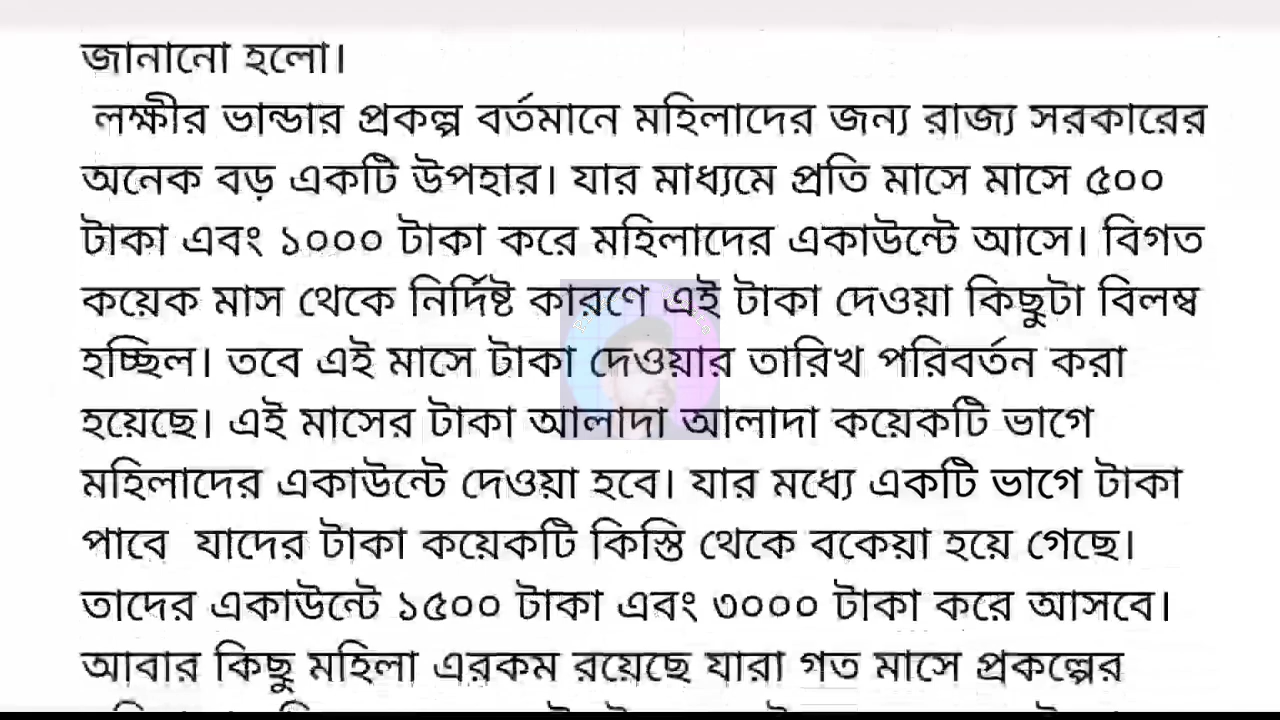 জানানো হলো।
লক্ষীর ভান্ডার প্রকল্প বর্তমানে মহিলাদের জন্য রাজ্য সরকারের
অনেক বড় একটি উপহার। যার মাধ্যমে প্রতি মাসে মাসে ৫০০
টাকা এবং ১০০০ টাকা করে মহিলাদের একাউন্টে আসে। বিগত
কয়েক মাস থেকে নির্দিষ্ট কারণে এই টাকা দেওয়া কিছুটা বিলম্ব
হচ্ছিল। তবে এই মাসে টাকা দেওয়ার তারিখ পরিবর্তন করা
হয়েছে। এই মাসের টাকা আলাদা আলাদা কয়েকটি ভাগে
মহিলাদের একাউন্টে দেওয়া হবে। যার মধ্যে একটি ভাগে টাকা
পাবে যাদের টাকা কয়েকটি কিস্তি থেকে বকেয়া হয়ে গেছে।
তাদের একাউন্টে ১৫০০ টাকা এবং ৩০০০ টাকা করে আসবে।
আবার কিছু মহিলা এরকম রয়েছে যারা গত মাসে প্রকল্পের